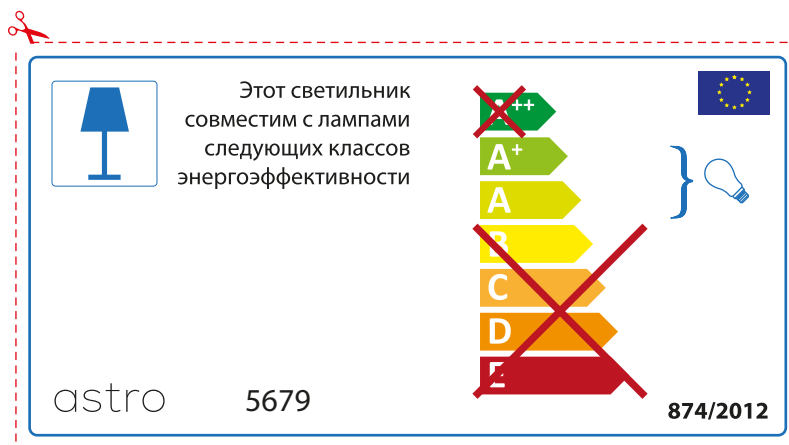 Этот светильник
совместим с лампами
следующих классов
энергоэффективности
A++
A+
A
B
C
D
E
astro
5679
874/2012